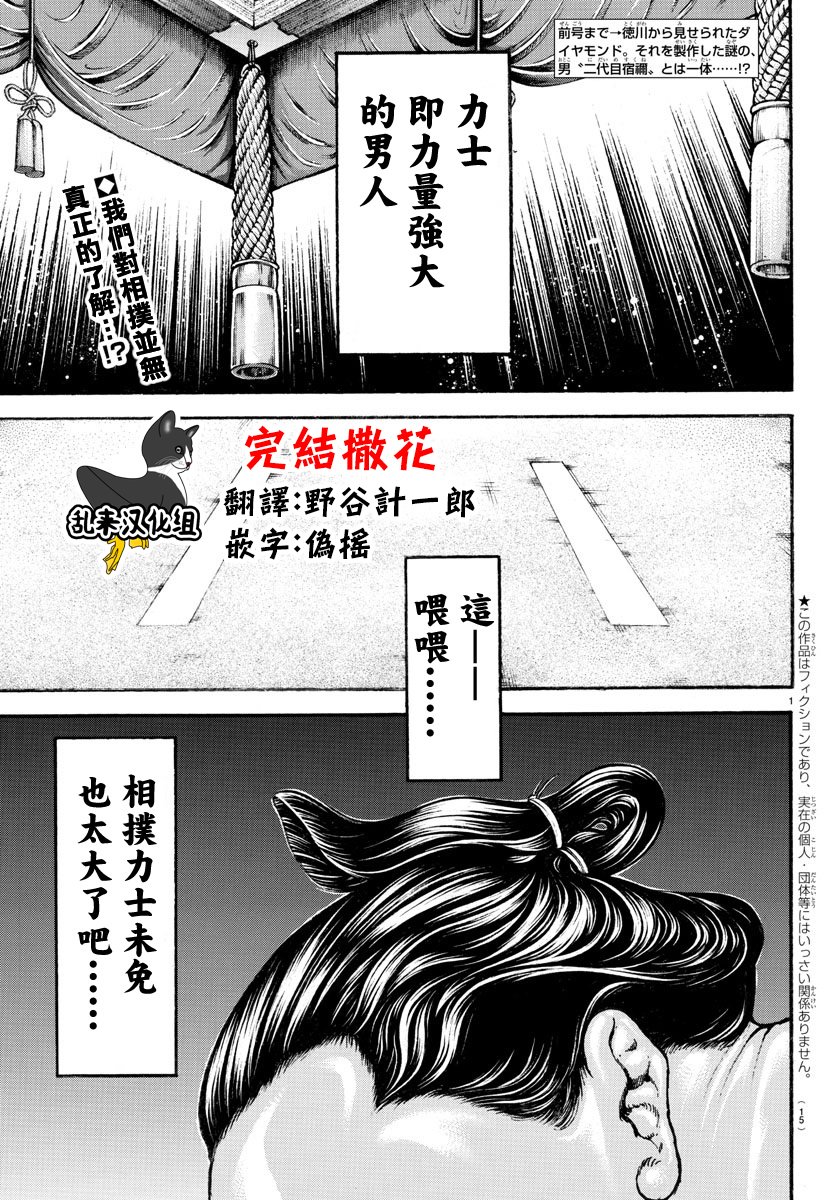 前号まで→徳川から見せられたダ
イヤモンド。それを製作した謎の、
男〝二代目宿禰〟とは一体……!?
力士
即力量強大
的男人
◆我們對相撲並無
真正的了解…!?
完結撒花
翻譯:野谷計一郎
嵌字:偽搖
乱来汉化组
這——
喂喂……
相撲力士未免
也太大了吧……
★この作品はフィクションであり、実在の個人・団体等にはいっさい関係ありません。
1
(15)